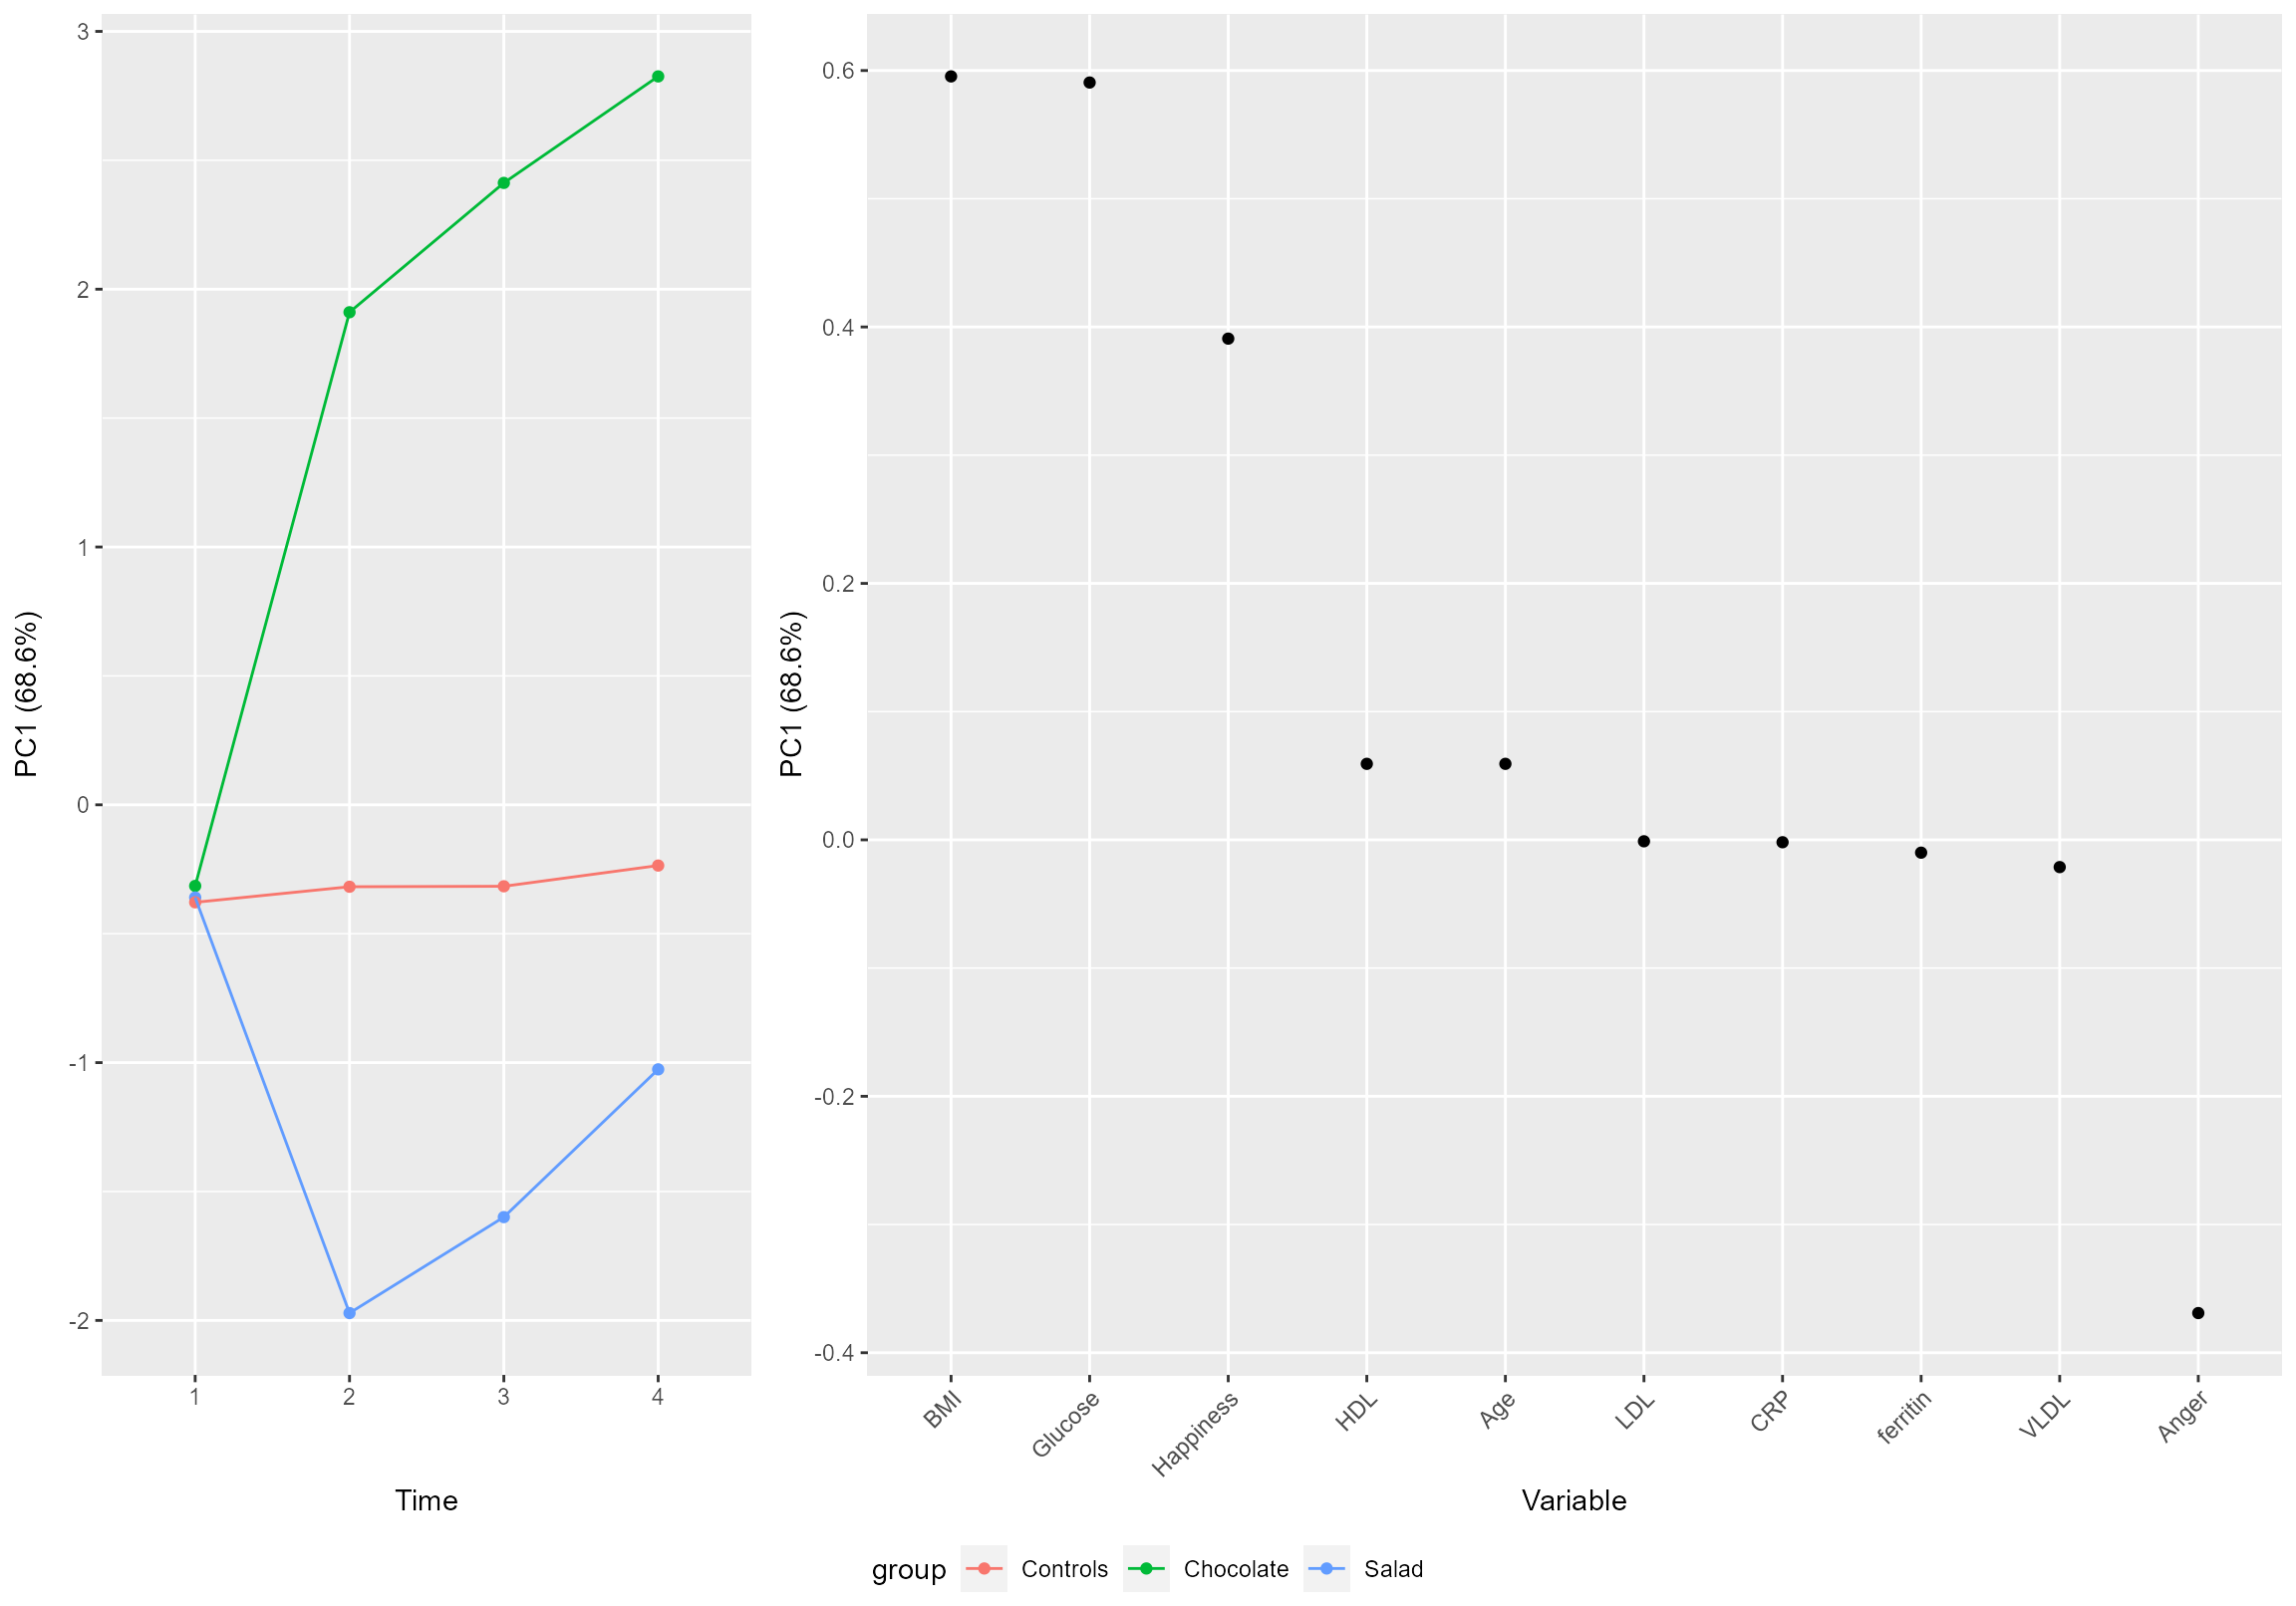 PC1 (68.6%)
3
2
1
0
-1
-2
1 2 3 4
Time
PC1 (68.6%)
0.6
0.4
0.2
0.0
-0.2
-0.4
BMI Glucose Happiness HDL Age LDL CRP ferritin VLDL Anger
Variable
group Controls Chocolate Salad